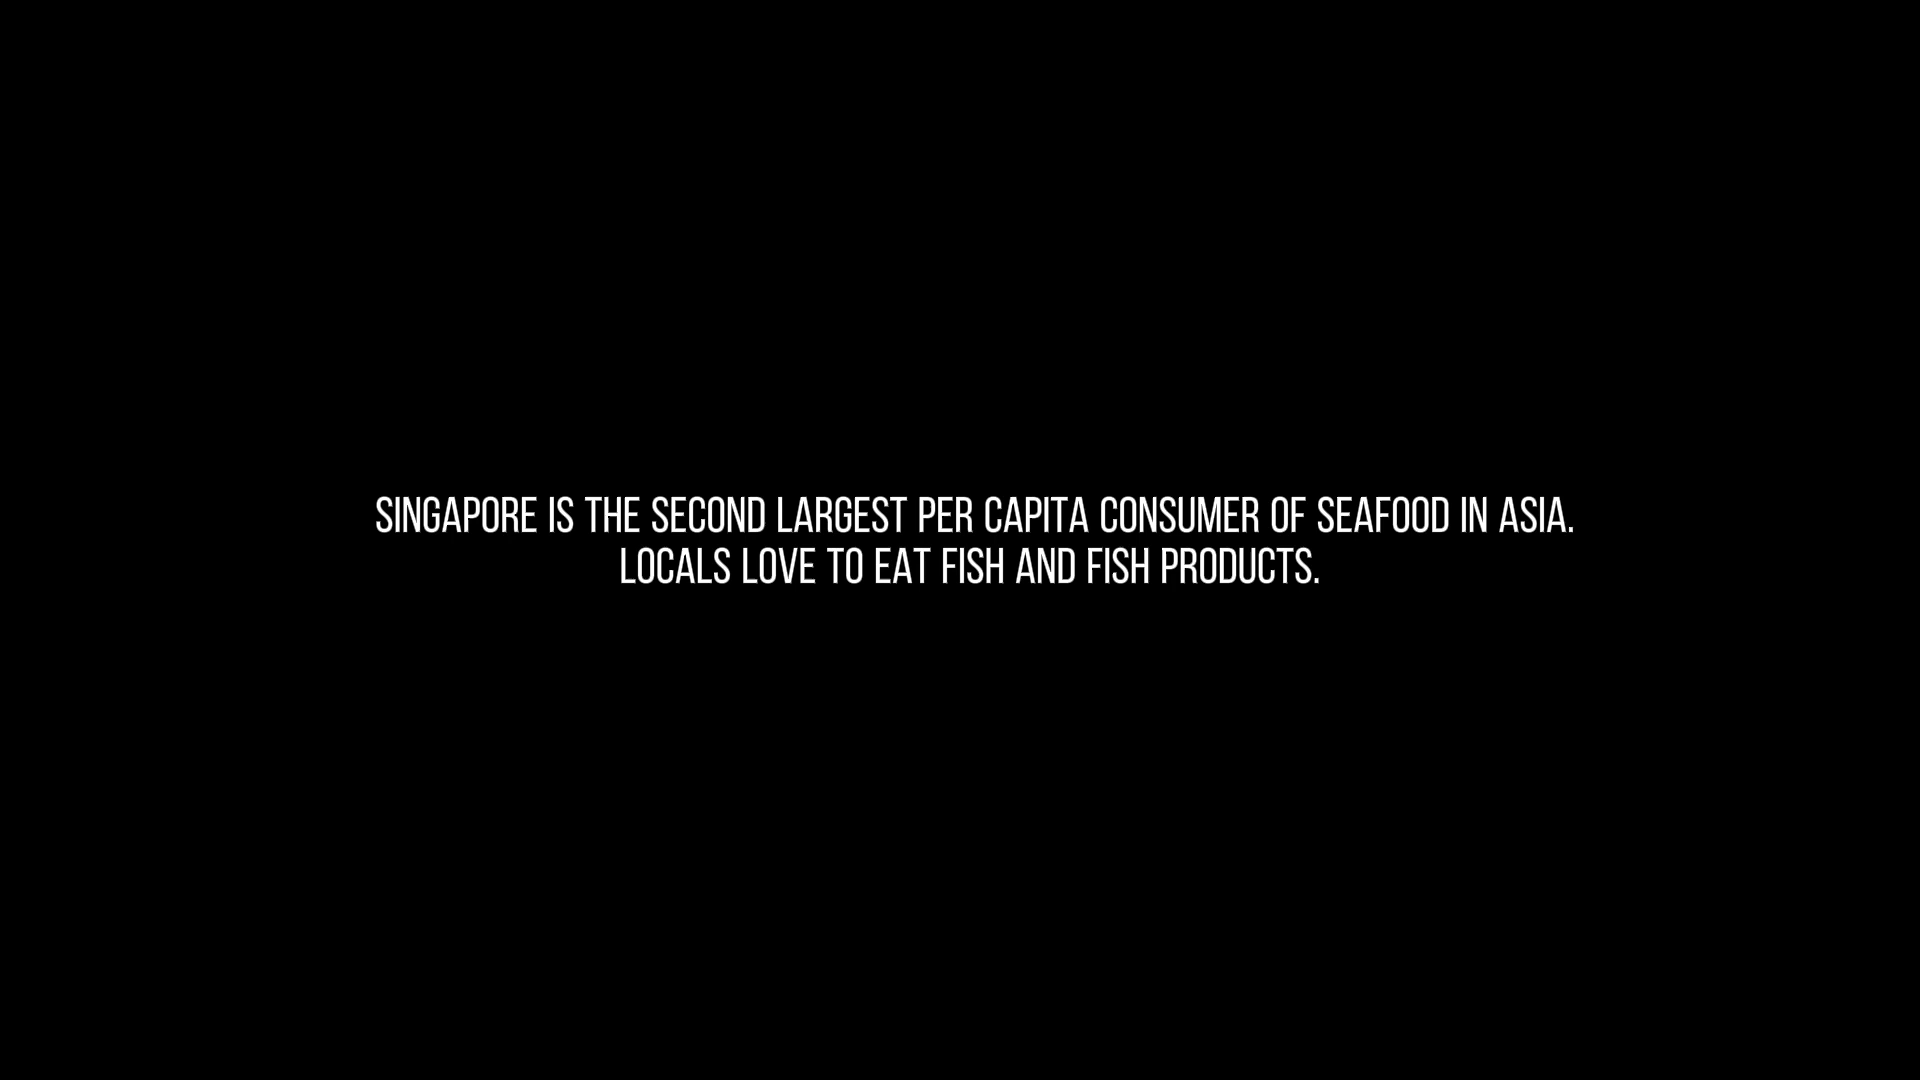 SINGAPORE IS THE SECOND LARGEST PER CAPITA CONSUMER OF SEAFOOD IN ASIA.
LOCALS LOVE TO EAT FISH AND FISH PRODUCTS.